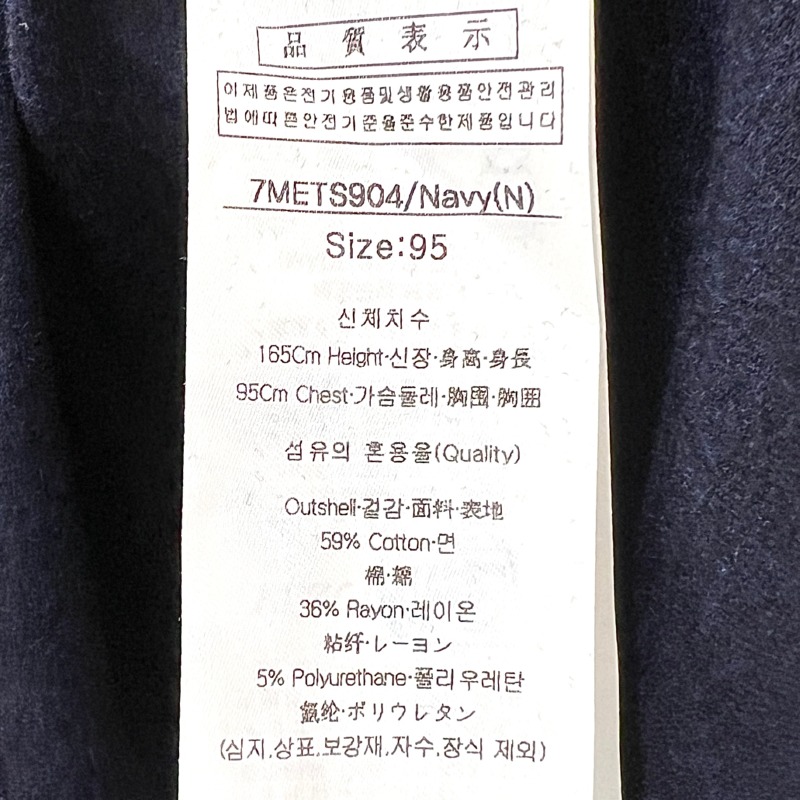 品質表示
이제품은전기용품및생활용품안전관리
법에따른안전기준을준수한제품입니다
7METS904/Navy(N)
Size:95
신체치수
165Cm Height·신장·身高·身長
95Cm Chest·가슴둘레·胸围·胸囲
섬유의 혼용율(Quality)
Outshell·겉감·面料·表地
59% Cotton·면
棉·綿
36% Rayon·레이온
粘纤·レーヨン
5% Polyurethane·폴리우레탄
氨纶·ポリウレタン
(심지,상표,보강재,자수,장식 제외)